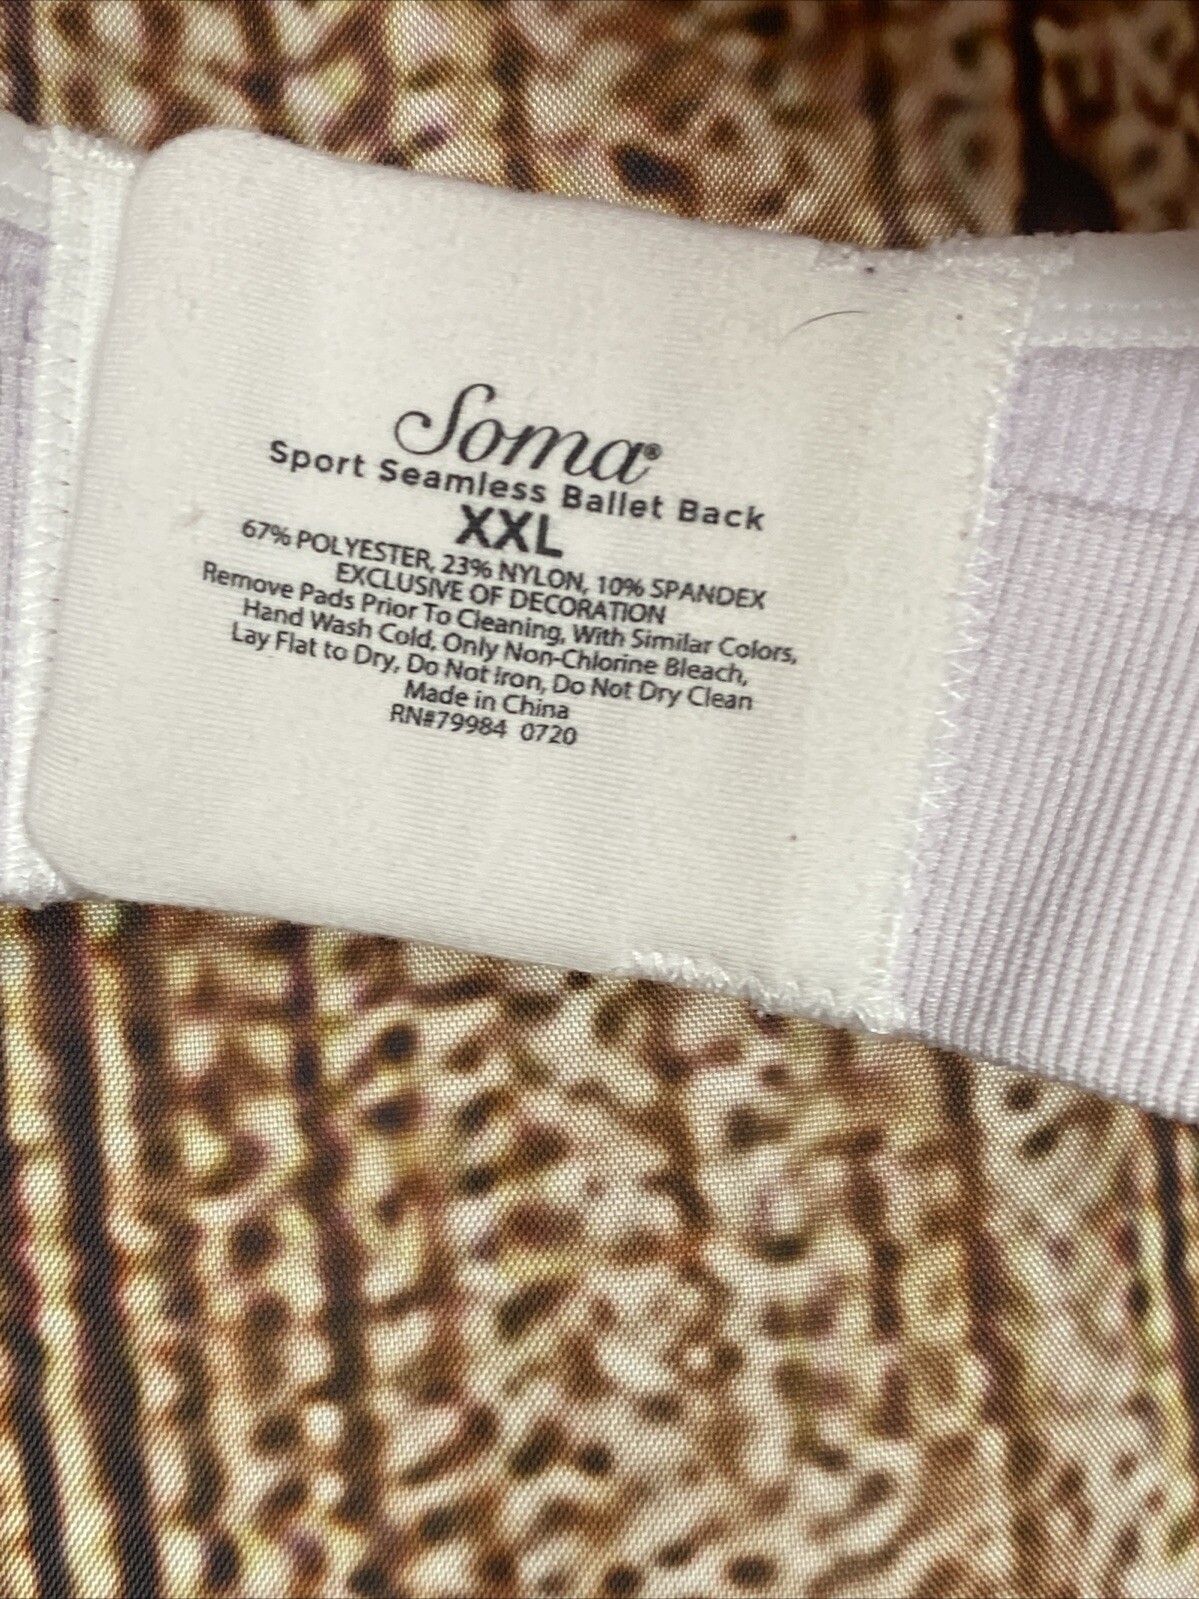 Soma®
Sport Seamless Ballet Back
XXL
67% POLYESTER, 23% NYLON, 10% SPANDEX
EXCLUSIVE OF DECORATION
Remove Pads Prior To Cleaning, With Similar Colors,
Hand Wash Cold, Only Non-Chlorine Bleach,
Lay Flat to Dry, Do Not Iron, Do Not Dry Clean
Made in China
RN#79984 0720